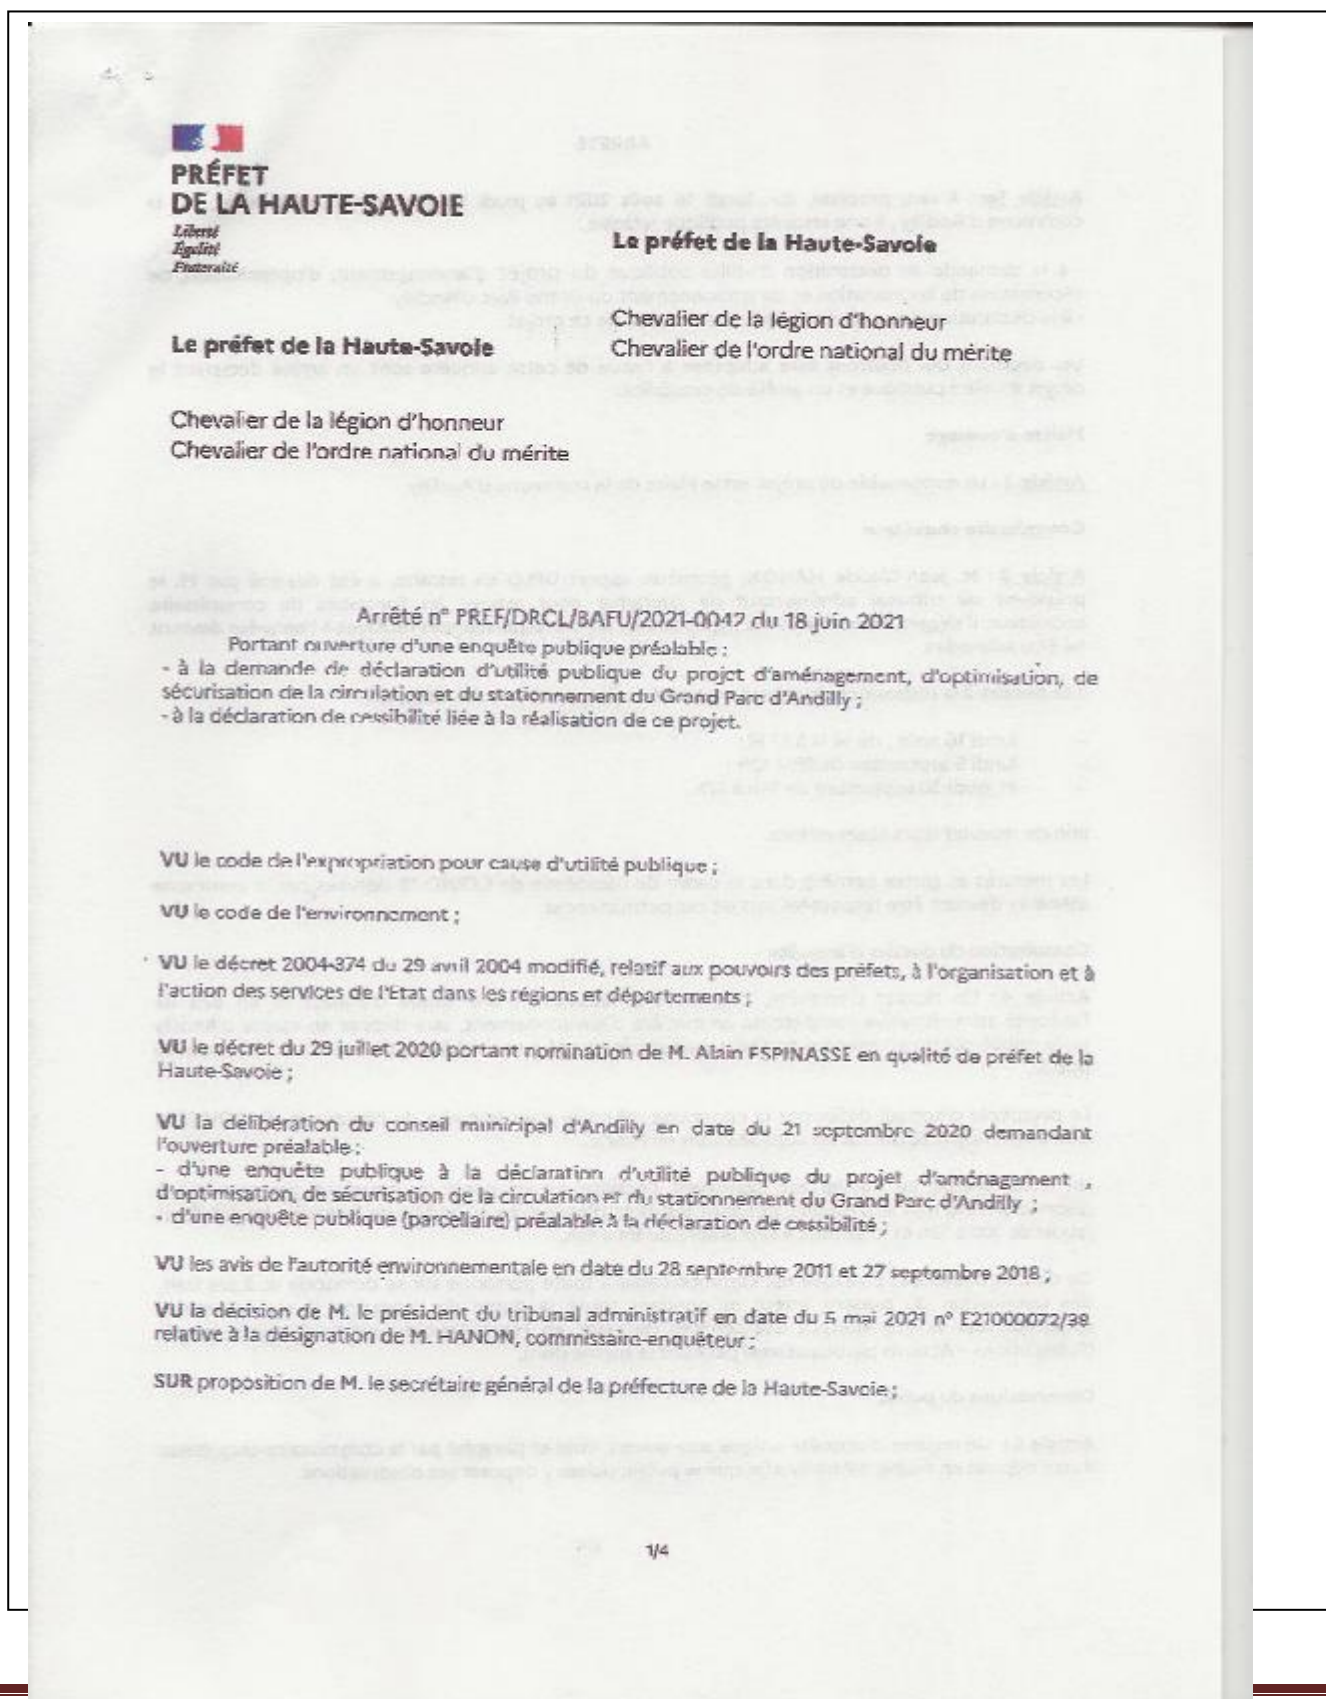 PRÉFET
DE LA HAUTE-SAVOIE
Liberté
Égalité
Fraternité
Le préfet de la Haute-Savoie
Chevalier de la légion d'honneur
Chevalier de l'ordre national du mérite
Le préfet de la Haute-Savoie
Chevalier de la légion d'honneur
Chevalier de l'ordre national du mérite
Arrêté n° PREF/DRCL/BAFU/2021-0042 du 18 juin 2021
Portant ouverture d'une enquête publique préalable :
- à la demande de déclaration d'utilité publique du projet d'aménagement, d'optimisation, de
sécurisation de la circulation et du stationnement du Grand Parc d'Andilly ;
- à la déclaration de cessibilité liée à la réalisation de ce projet.
VU le code de l'expropriation pour cause d'utilité publique ;
VU le code de l'environnement ;
VU le décret 2004-374 du 29 avril 2004 modifié, relatif aux pouvoirs des préfets, à l'organisation et à
l'action des services de l'Etat dans les régions et départements ;
VU le décret du 29 juillet 2020 portant nomination de M. Alain ESPINASSE en qualité de préfet de la
Haute-Savoie ;
VU la délibération du conseil municipal d'Andilly en date du 21 septembre 2020 demandant
l'ouverture préalable :
- d'une enquête publique à la déclaration d'utilité publique du projet d'aménagement ,
d'optimisation, de sécurisation de la circulation et du stationnement du Grand Parc d'Andilly ;
- d'une enquête publique (parcellaire) préalable à la déclaration de cessibilité ;
VU les avis de l'autorité environnementale en date du 28 septembre 2011 et 27 septembre 2018 ;
VU la décision de M. le président du tribunal administratif en date du 5 mai 2021 n° E21000072/38
relative à la désignation de M. HANON, commissaire-enquêteur ;
SUR proposition de M. le secrétaire général de la préfecture de la Haute-Savoie ;
1/4